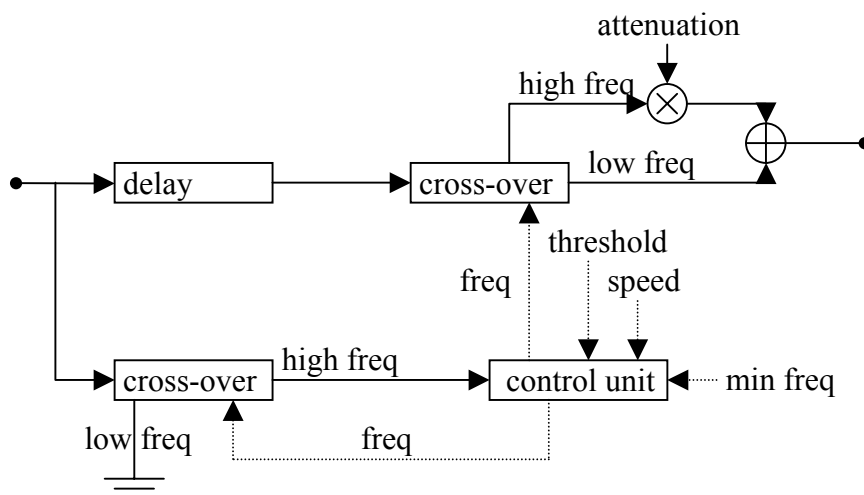 attenuation
high freq
low freq
delay
cross-over
threshold
freq
speed
high freq
cross-over
control unit
min freq
low freq
freq